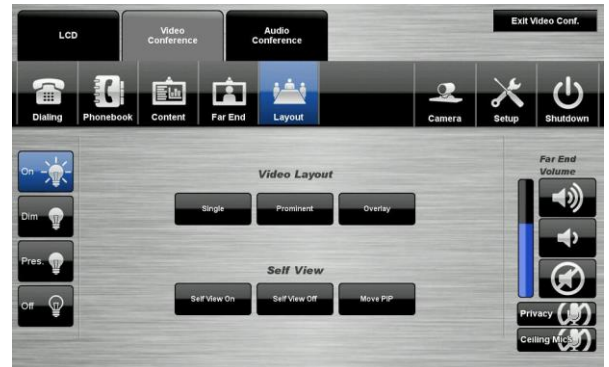 LCD
Video
Conference
Audio
Conference
Exit Video Conf.
Dialing
Phonebook
Content
Far End
Layout
Camera
Setup
Shutdown
On
Dim
Pres.
Off
Video Layout
Single
Prominent
Overlay
Self View
Self View On
Self View Off
Move PIP
Far End
Volume
Privacy
Ceiling Mics